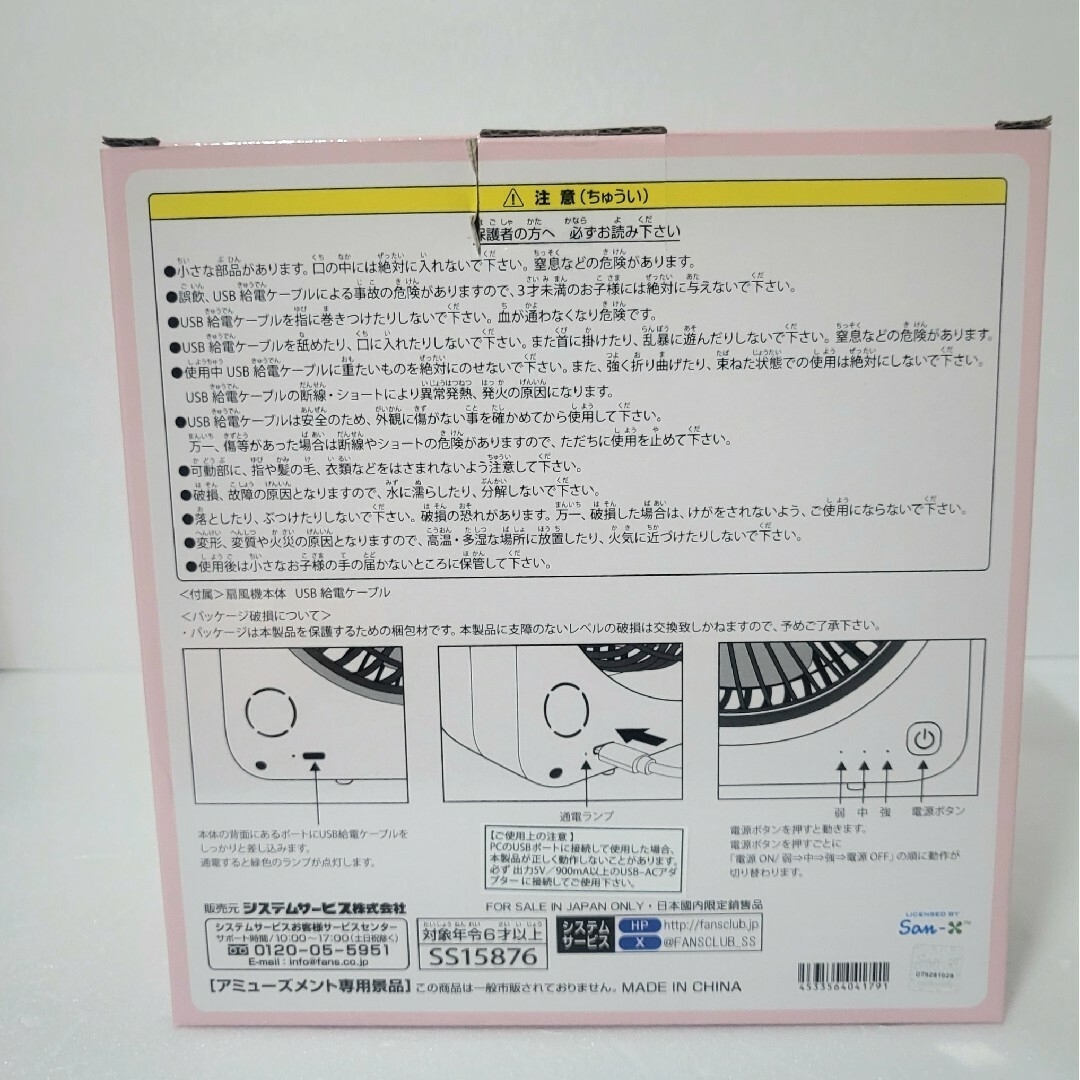 ⚠ 注意(ちゅうい)
保護者の方へ 必ずお読み下さい
●小さな部品があります。口の中には絶対に入れないで下さい。窒息などの危険があります。
●誤飲、USB 給電ケーブルによる事故の危険がありますので、3才未満のお子様には絶対に与えないで下さい。
●USB 給電ケーブルを指に巻きつけたりしないで下さい。血が通わなくなり危険です。
●USB 給電ケーブルを舐めたり、口に入れたりしないで下さい。また首に掛けたり、乱暴に遊んだりしないで下さい。窒息などの危険があります。
●使用中 USB 給電ケーブルに重たいものを絶対にのせないで下さい。また、強く折り曲げたり、束ねた状態での使用は絶対にしないで下さい。
USB 給電ケーブルの断線・ショートにより異常発熱、発火の原因になります。
●USB 給電ケーブルは安全のため、外観に傷がない事を確かめてから使用して下さい。
万一、傷等があった場合は断線やショートの危険がありますので、ただちに使用を止めて下さい。
●可動部に、指や髪の毛、衣類などをはさまれないよう注意して下さい。
●破損、故障の原因となりますので、水に濡らしたり、分解しないで下さい。
●落としたり、ぶつけたりしないで下さい。破損の恐れがあります。万一、破損した場合は、けがをされないよう、ご使用にならないで下さい。
●変形、変質や火災の原因となりますので、高温・多湿な場所に放置したり、火気に近づけたりしないで下さい。
●使用後は小さなお子様の手の届かないところに保管して下さい。
<付属>扇風機本体 USB 給電ケーブル
<パッケージ破損について>
・パッケージは本製品を保護するための梱包材です。本製品に支障のないレベルの破損は交換致しかねますので、予めご了承下さい。
本体の背面にあるポートにUSB給電ケーブルを
しっかりと差し込みます。
通電すると緑色のランプが点灯します。
通電ランプ
【ご使用上の注意】
PCのUSBポートに接続して使用した場合、
本製品が正しく動作しないことがあります。
必ず 出力5V/900mA以上のUSB-ACアダ
プターに接続してご使用下さい。
弱 中 強 電源ボタン
電源ボタンを押すと動きます。
電源ボタンを押すごとに
「電源 ON/ 弱⇒中⇒強⇒電源 OFF」の順に動作が
切り替わります。
販売元 システムサービス株式会社
システムサービスお客様サービスセンター
サポート時間/10:00〜17:00(土日祝除く)
0120-05-5951
E-mail : info@fans.co.jp
FOR SALE IN JAPAN ONLY・日本國内限定銷售品
対象年令6才以上
SS15876
システムサービス
HP http://fansclub.jp
X @FANSCLUB_SS
LICENSED BY
San-X™
【アミューズメント専用景品】この商品は一般市販されておりません。MADE IN CHINA
4533564041791